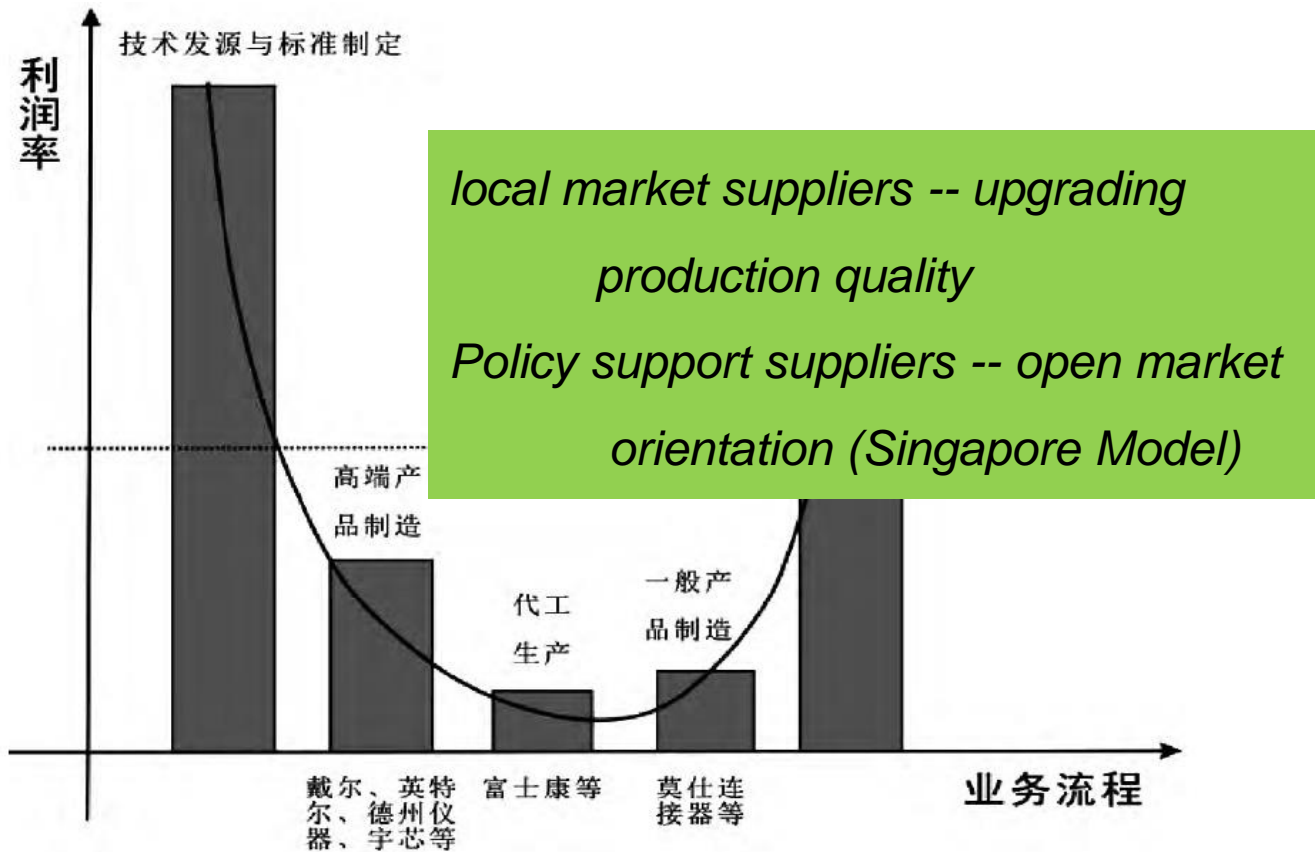 技术发源与标准制定
利
润
率
local market suppliers -- upgrading
production quality
Policy support suppliers -- open market
orientation (Singapore Model)
高端产
品制造
代工
生产
一般产
品制造
戴尔、英特
尔、德州仪
器、宇芯等
富士康等
莫仕连
接器等
业务流程